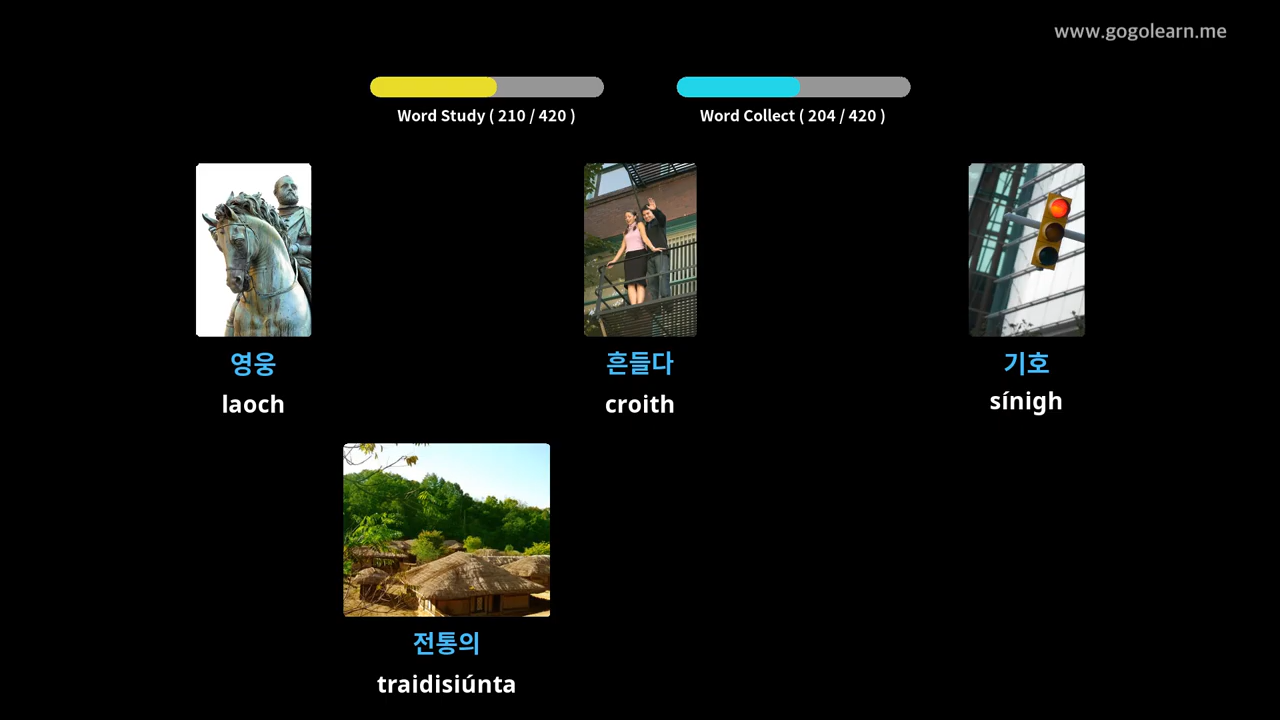 www.gogolearn.me
Word Study ( 210 / 420 )
Word Collect ( 204 / 420 )
영웅
laoch
흔들다
croith
기호
sínigh
전통의
traidisiúnta